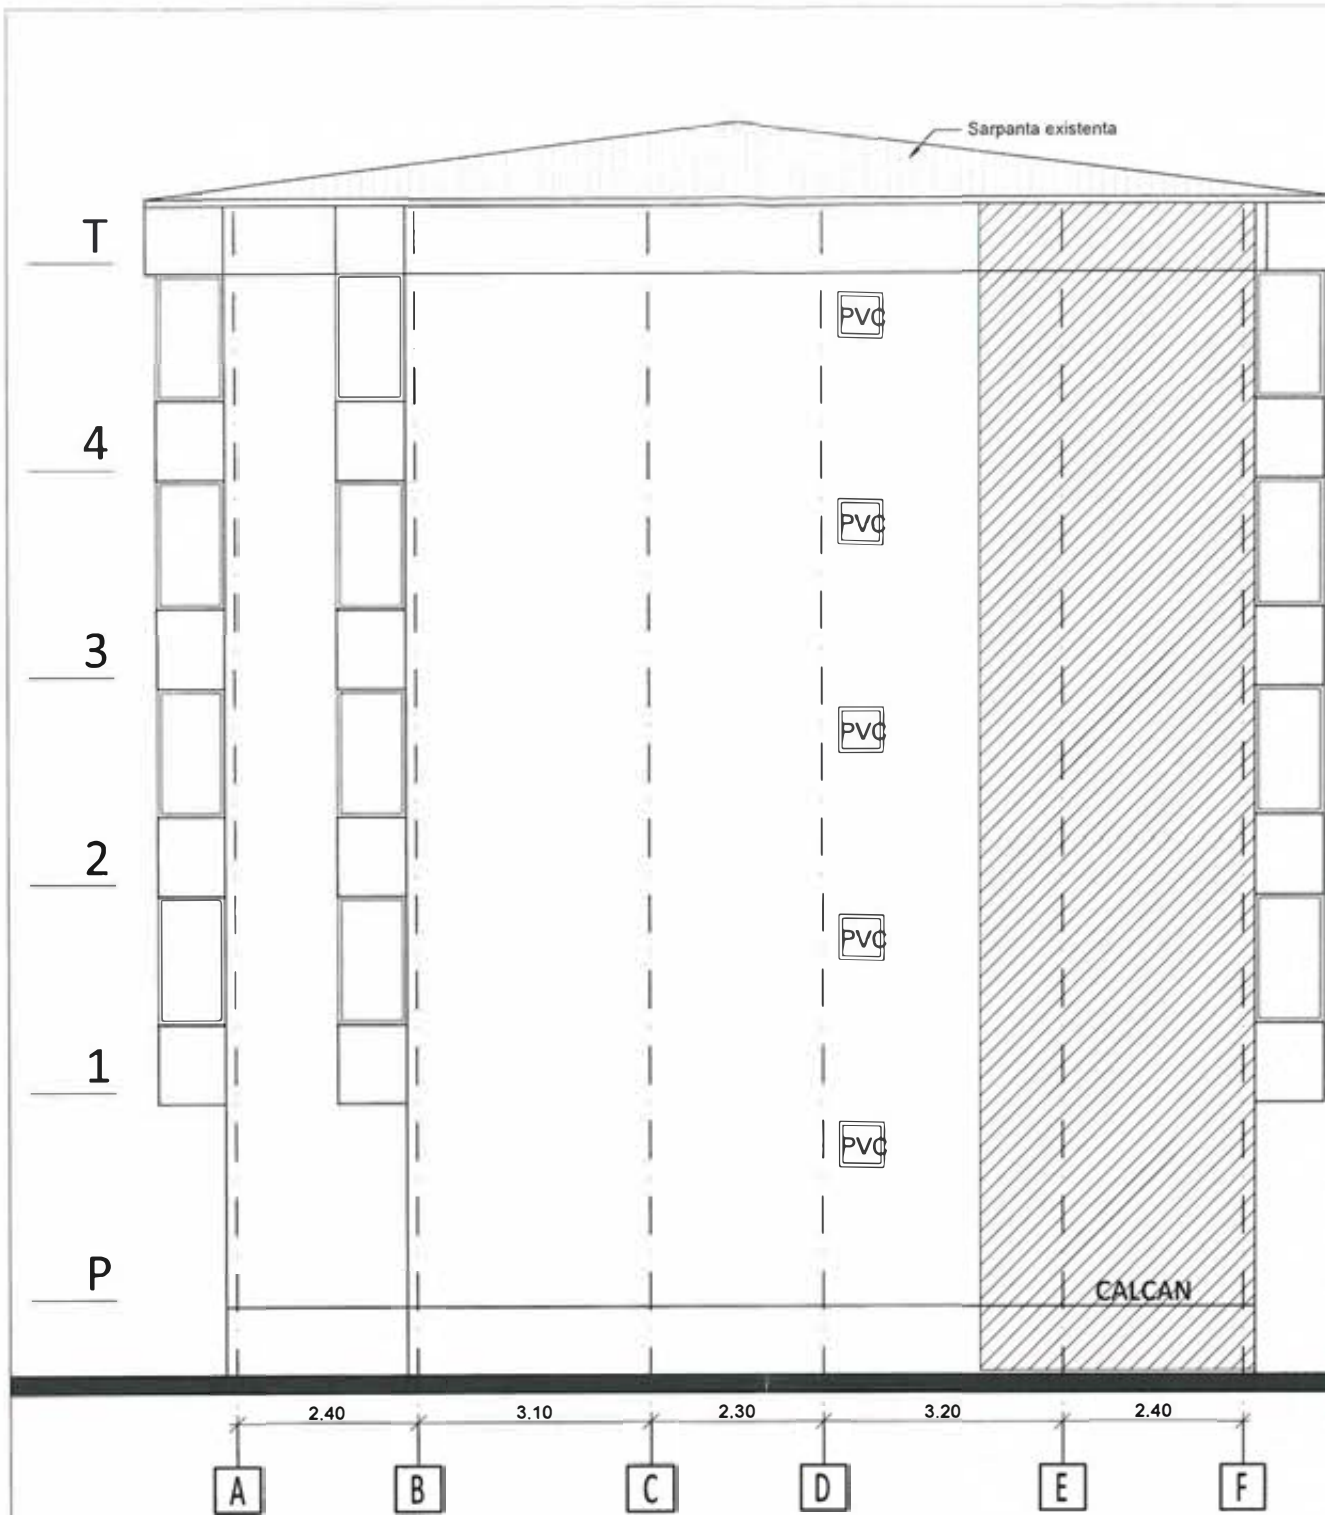 Sarpanta existenta
T
PVC
4
PVC
3
PVC
2
PVC
1
PVC
P
CALCAN
2.40 3.10 2.30 3.20 2.40
A B C D E F